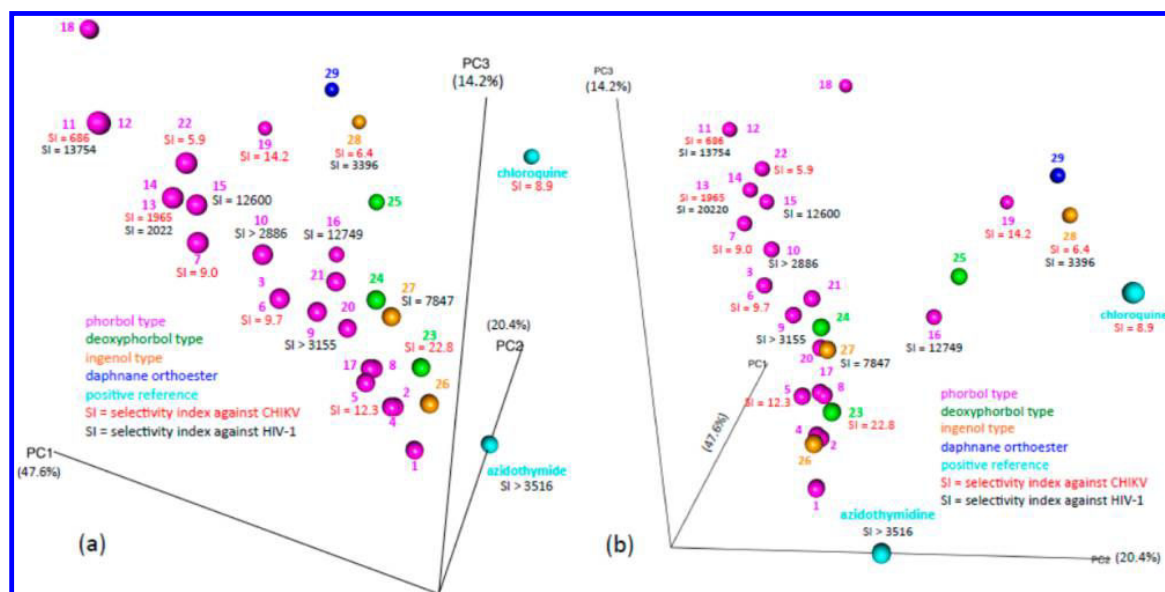 18
29
PC3
(14.2%)
11
12
SI = 686
SI = 13754
22
SI = 5.9
19
SI = 14.2
28
SI = 6.4
SI = 3396
chloroquine
SI = 8.9
14
13
SI = 1965
SI = 2022
15
SI = 12600
25
10
SI > 2886
16
SI = 12749
7
SI = 9.0
3
6
SI = 9.7
21
24
27
SI = 7847
9
SI > 3155
20
(20.4%)
PC2
23
SI = 22.8
17
8
5
SI = 12.3
2
4
26
1
phorbol type
deoxyphorbol type
ingenol type
daphnane orthoester
positive reference
SI = selectivity index against CHIKV
SI = selectivity index against HIV-1
PC1
(47.6%)
azidothymide
SI > 3516
(a)
PC3
(14.2%)
18
11
12
SI = 686
SI = 13754
22
SI = 5.9
14
13
SI = 1965
SI = 20220
15
SI = 12600
29
19
SI = 14.2
28
SI = 6.4
SI = 3396
7
SI = 9.0
10
SI > 2886
25
3
6
SI = 9.7
21
chloroquine
SI = 8.9
9
SI > 3155
24
16
SI = 12749
20
27
SI = 7847
PC1
(47.6%)
17
5
SI = 12.3
8
23
SI = 22.8
4
2
26
1
phorbol type
deoxyphorbol type
ingenol type
daphnane orthoester
positive reference
SI = selectivity index against CHIKV
SI = selectivity index against HIV-1
azidothymidine
SI > 3516
(b)
PC2
(20.4%)